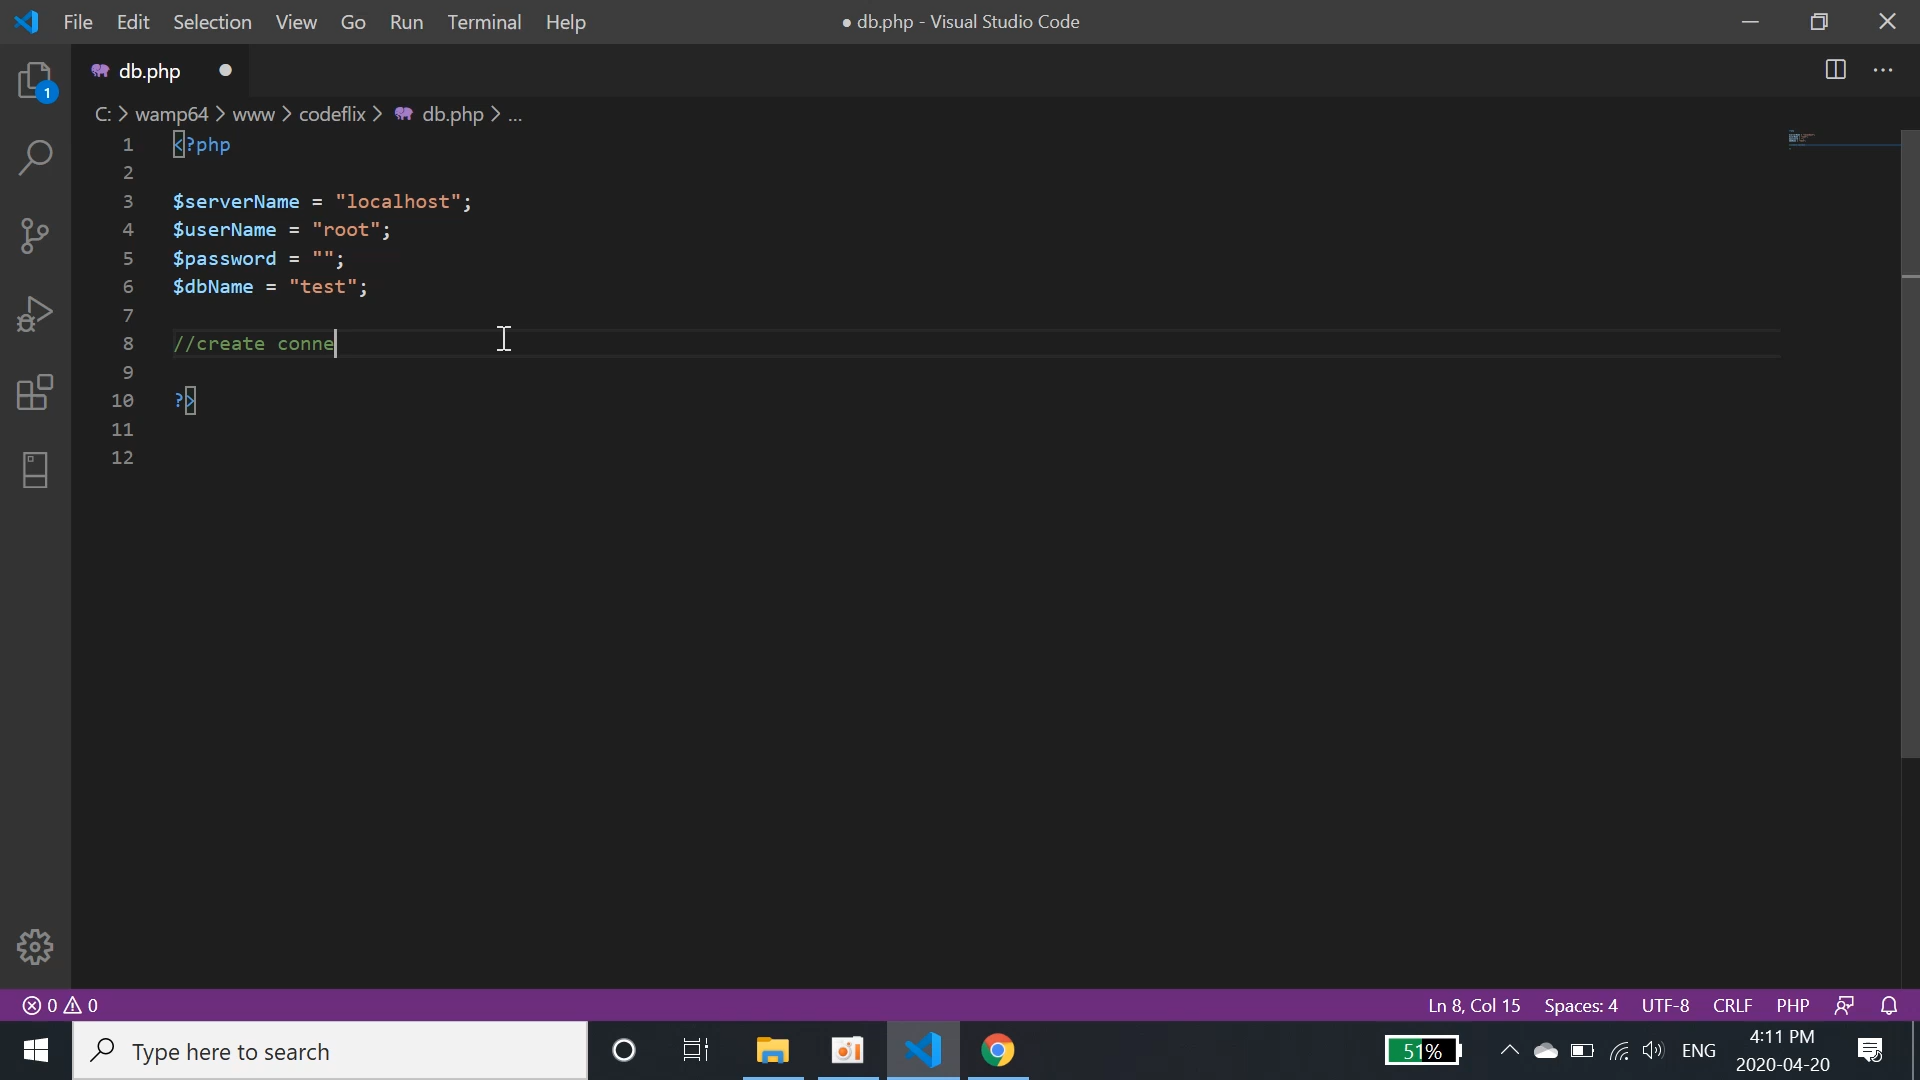 File Edit Selection View Go Run Terminal Help ● db.php - Visual Studio Code
db.php ●
1
C: > wamp64 > www > codeflix > db.php > ...
1 <?php
2
3 $serverName = "localhost";
4 $userName = "root";
5 $password = "";
6 $dbName = "test";
7
8 //create conne
9
10 ?>
11
12
0 0 Ln 8, Col 15 Spaces: 4 UTF-8 CRLF PHP
Type here to search 51% ENG 4:11 PM
2020-04-20